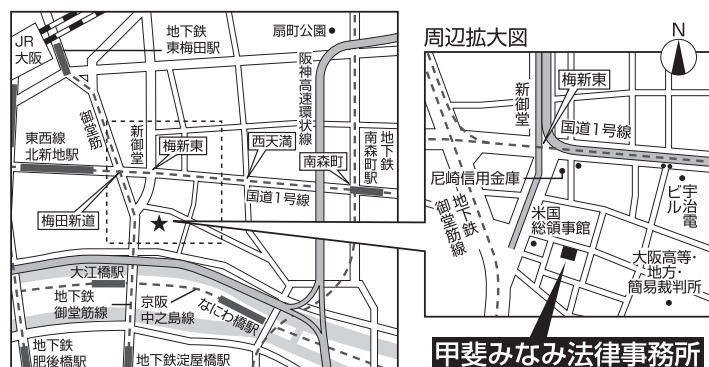 JR
大阪
地下鉄
東梅田駅
扇町公園
阪神高速環状線
御堂筋
新御堂
東西線
北新地駅
梅新東
西天満
南森町
地下鉄
南森町駅
国道1号線
梅田新道
大江橋駅
地下鉄
御堂筋線
京阪
中之島線
なにわ橋駅
地下鉄
肥後橋駅
地下鉄淀屋橋駅
周辺拡大図
N
新御堂
梅新東
国道1号線
尼崎信用金庫
地下鉄
御堂筋線
米国
総領事館
宇治電
ビル
大阪高等・
地方・
簡易裁判所
甲斐みなみ法律事務所